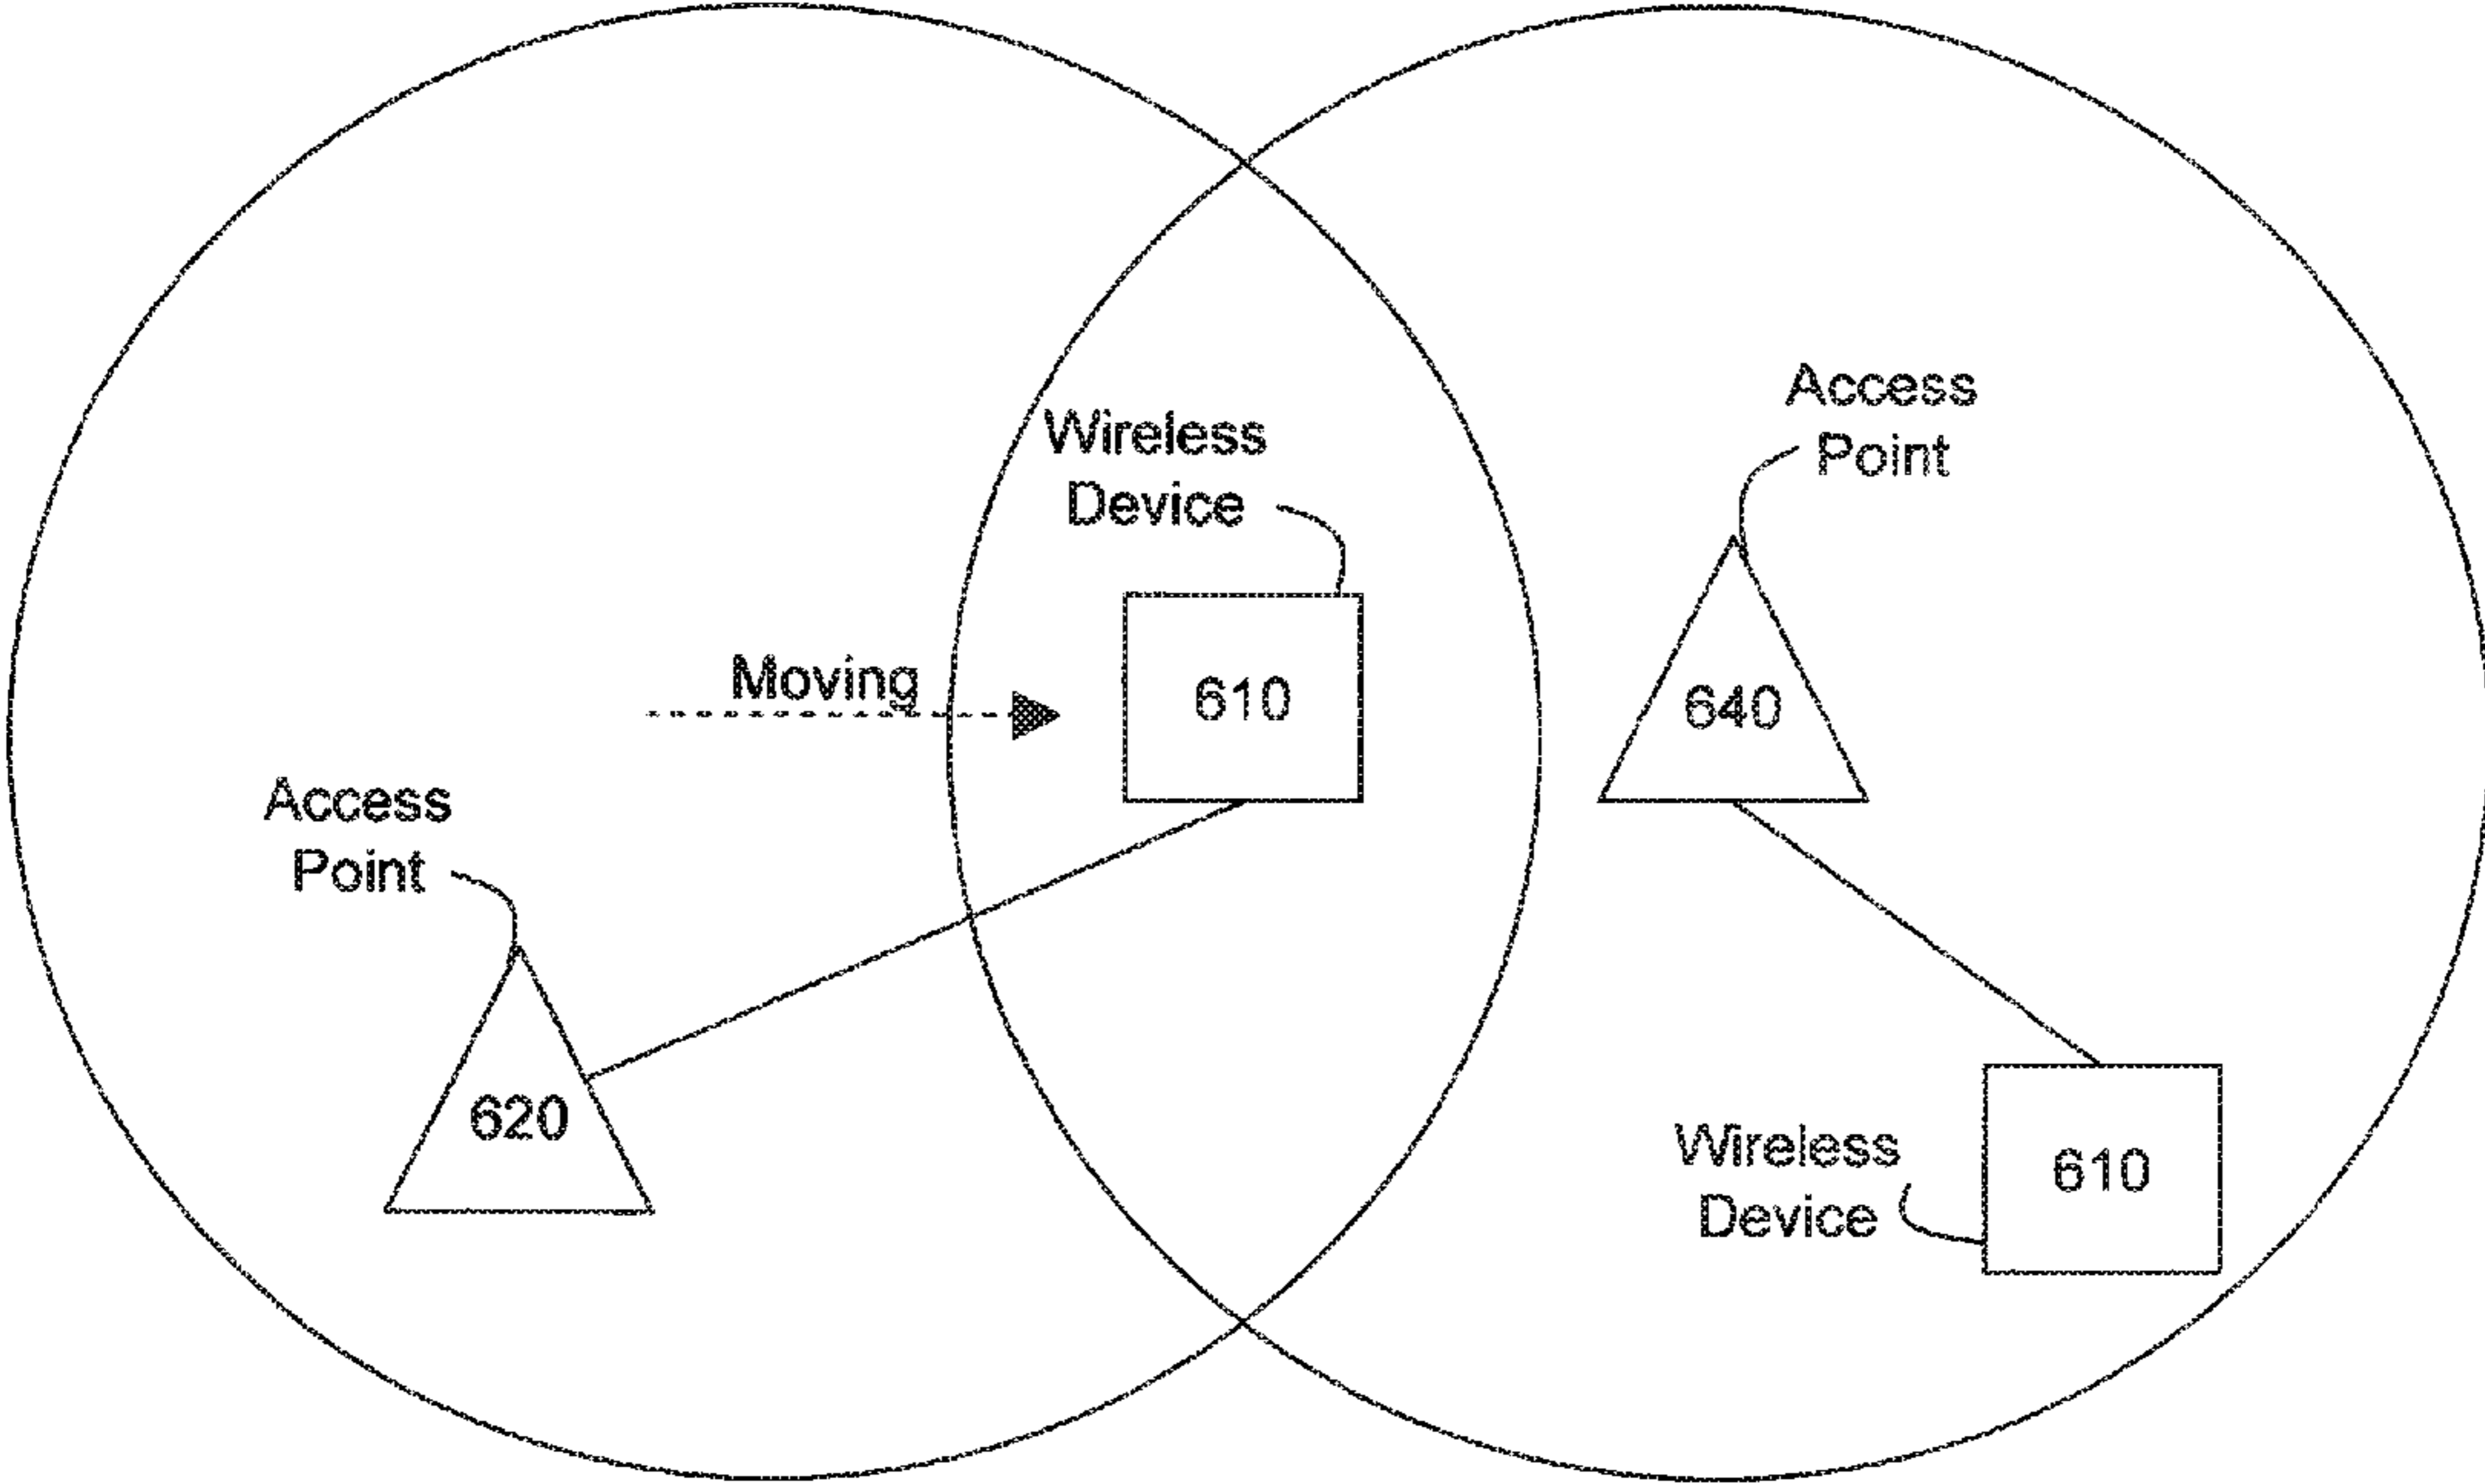 Access
Point
Wireless
Device
Moving
610
640
Access
Point
620
Wireless
Device
610